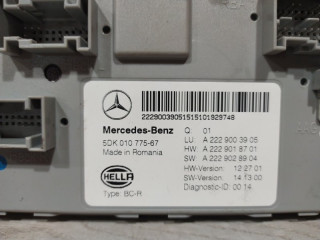 22290039051515101929748
Mercedes-Benz Q 01
5DK 010 775-67 LU A 222 900 39 05
Made in Romania HW: A 222 901 87 01
SW: A 222 902 89 04
HELLA HW-Version: 12 27 01
SW-Version: 14 13 00
Type: BC-R Diagnostic-ID: 00 14